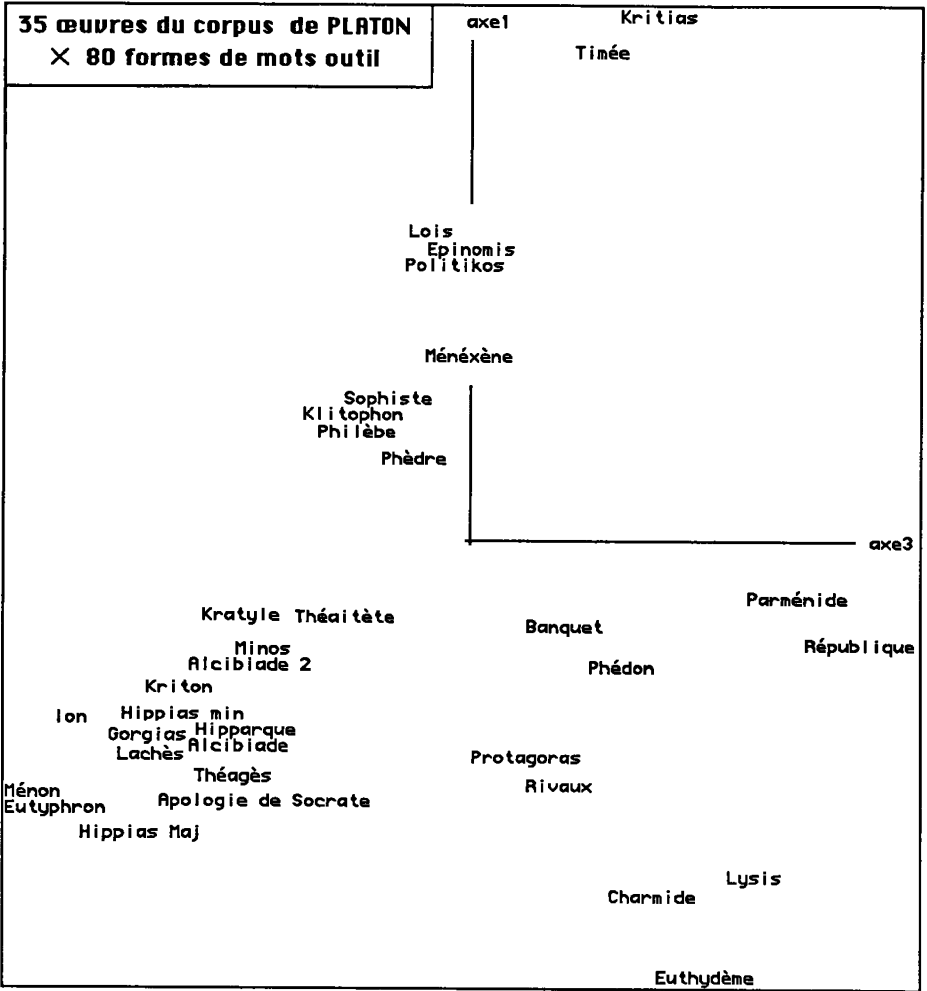 35 œuvres du corpus de PLATON
× 80 formes de mots outil
axe1
Kritias
Timée
Lois
Epinomis
Politikos
Ménéxène
Sophiste
Klitophon
Philèbe
Phèdre
axe3
Parménide
Kratyle Théaitète
Banquet
République
Minos
Alcibiade 2
Phédon
Kriton
Ion
Hippias min
Gorgias
Hipparque
Lachès
Alcibiade
Protagoras
Théagès
Rivaux
Ménon
Eutyphron
Apologie de Socrate
Hippias Maj
Lysis
Charmide
Euthydème